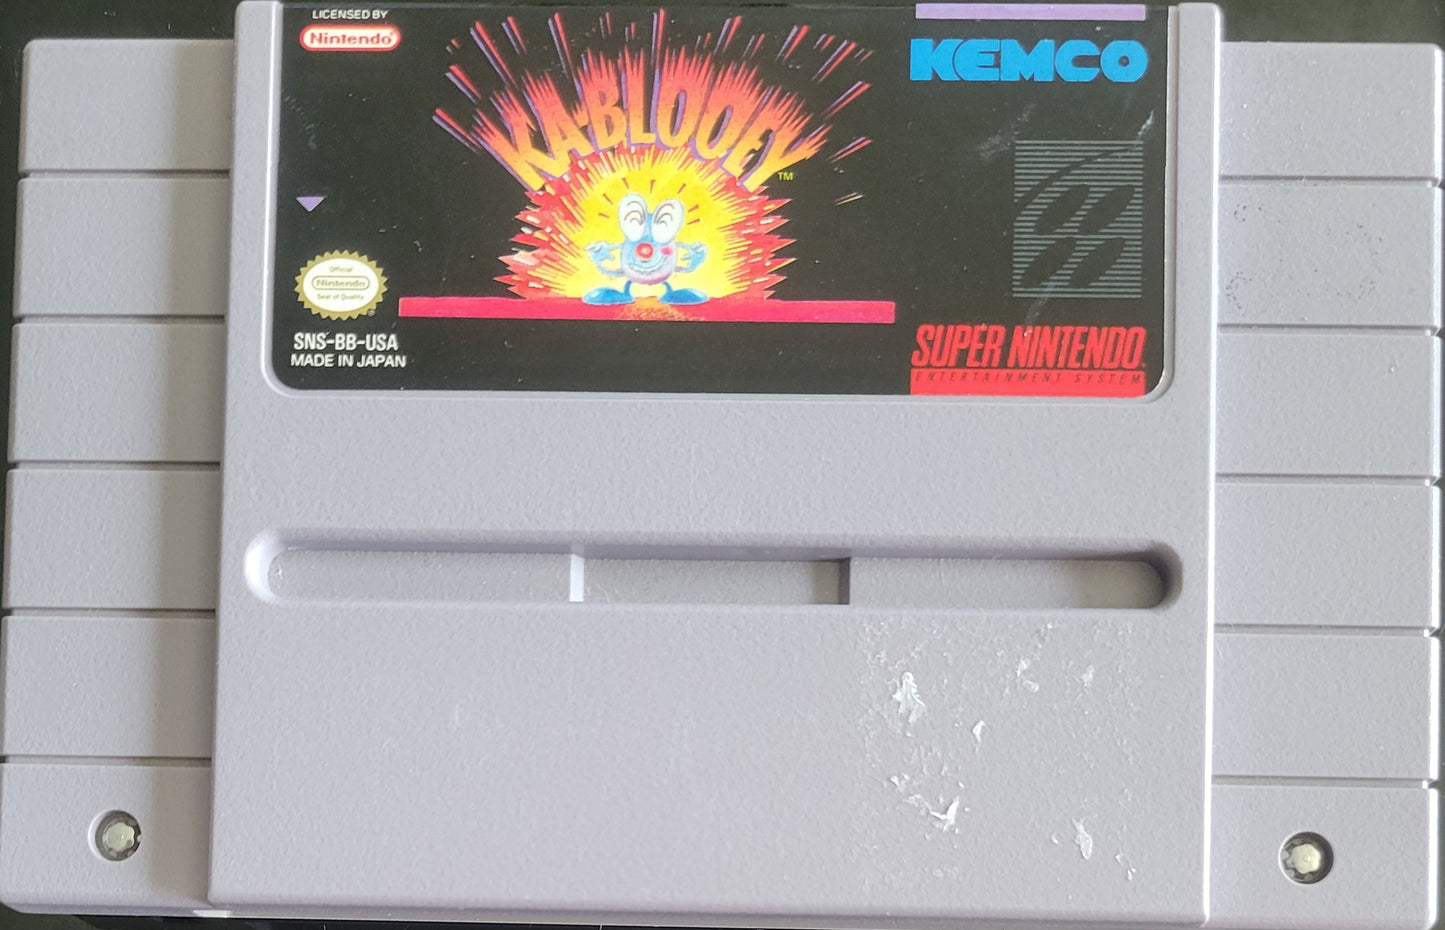 LICENSED BY
Nintendo
KEMCO
KA·BLOOEY
TM
Official
Nintendo
Seal of Quality
SNS-BB-USA
MADE IN JAPAN
SUPER NINTENDO
ENTERTAINMENT SYSTEM